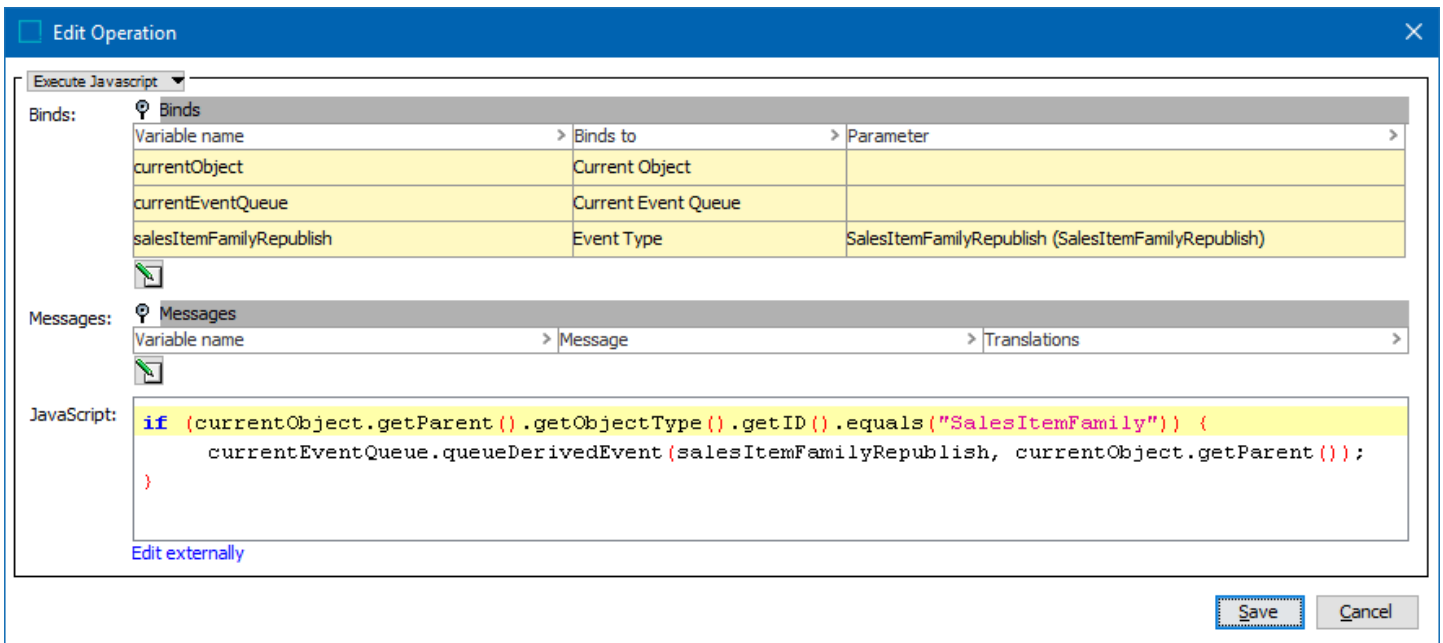 Edit Operation
Execute Javascript
Binds:
Binds
Variable name > Binds to > Parameter >
currentObject Current Object
currentEventQueue Current Event Queue
salesItemFamilyRepublish Event Type SalesItemFamilyRepublish (SalesItemFamilyRepublish)
Messages:
Messages
Variable name > Message > Translations >
JavaScript:
if (currentObject.getParent().getObjectType().getID().equals("SalesItemFamily")) {
currentEventQueue.queueDerivedEvent(salesItemFamilyRepublish, currentObject.getParent());
}
Edit externally
Save Cancel